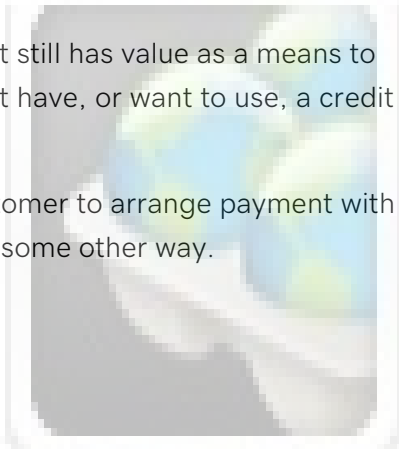 t still has value as a means to
t have, or want to use, a credit
omer to arrange payment with
some other way.